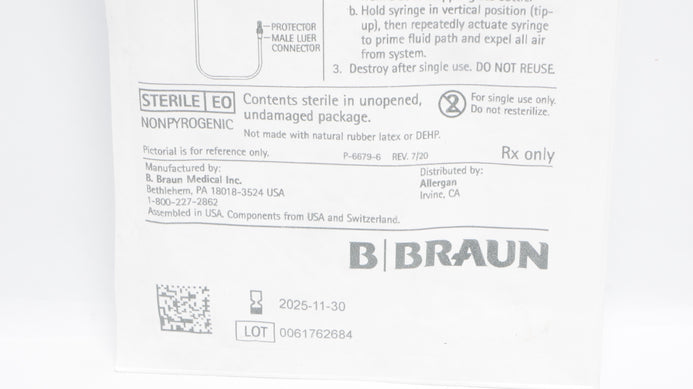 b. Hold syringe in vertical position (tip-
up), then repeatedly actuate syringe
to prime fluid path and expel all air
from system.
3. Destroy after single use. DO NOT REUSE.
PROTECTOR
MALE LUER
CONNECTOR
STERILE EO
NONPYROGENIC
Contents sterile in unopened,
undamaged package.
2
For single use only.
Do not resterilize.
Not made with natural rubber latex or DEHP.
Pictorial is for reference only.
P-6679-6 REV. 7/20
Rx only
Manufactured by:
B. Braun Medical Inc.
Bethlehem, PA 18018-3524 USA
1-800-227-2862
Assembled in USA. Components from USA and Switzerland.
Distributed by:
Allergan
Irvine, CA
B|BRAUN
2025-11-30
LOT 0061762684